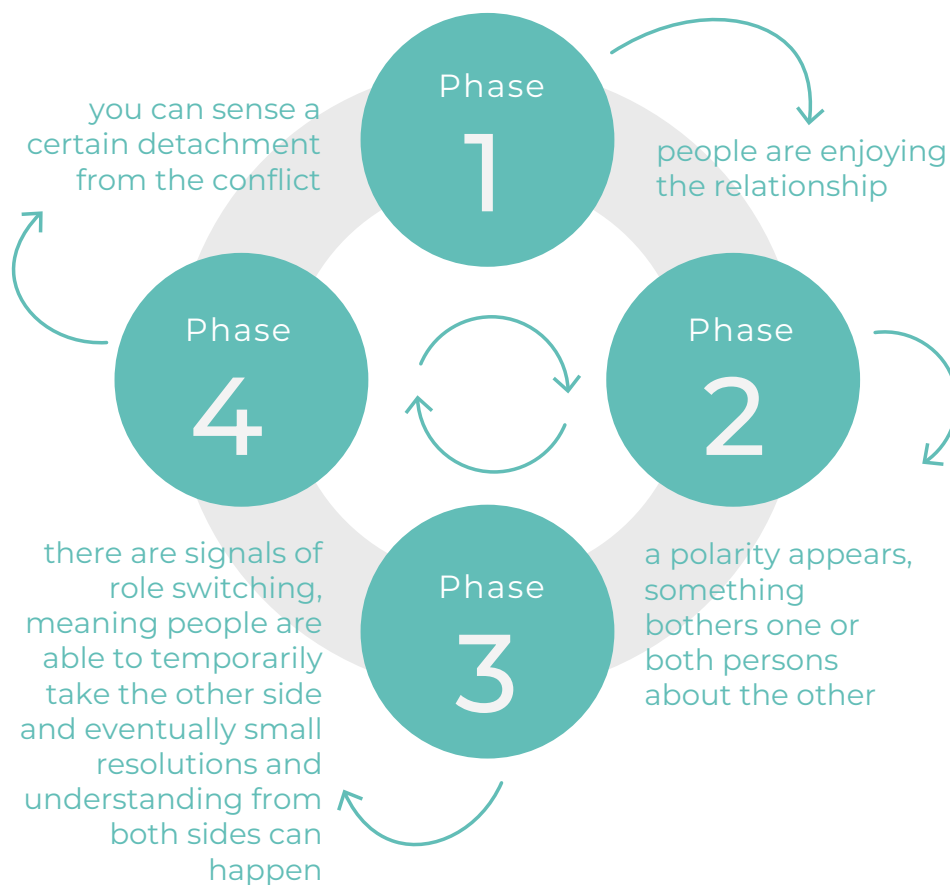 Phase
1
people are enjoying
the relationship
Phase
2
a polarity appears,
something
bothers one or
both persons
about the other
Phase
3
there are signals of
role switching,
meaning people are
able to temporarily
take the other side
and eventually small
resolutions and
understanding from
both sides can
happen
Phase
4
you can sense a
certain detachment
from the conflict